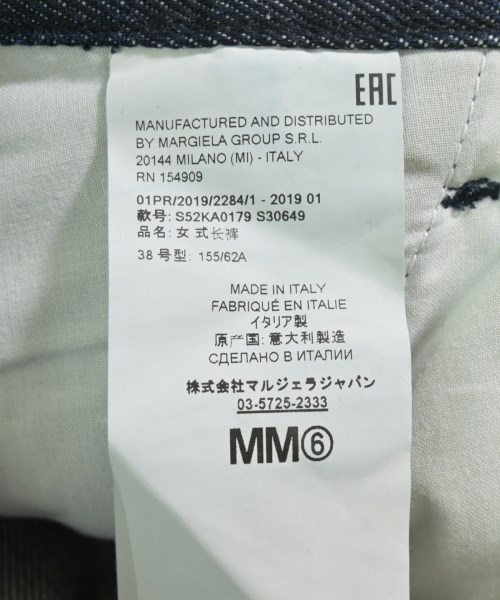 EAC
MANUFACTURED AND DISTRIBUTED
BY MARGIELA GROUP S.R.L.
20144 MILANO (MI) - ITALY
RN 154909
01PR/2019/2284/1 - 2019 01
款号: S52KA0179 S30649
品名: 女 式长裤
38 号型: 155/62A
MADE IN ITALY
FABRIQUÉ EN ITALIE
イタリア製
原产国: 意大利製造
СДЕЛАНО В ИТАЛИИ
株式会社マルジェラジャパン
03-5725-2333
MM⑥